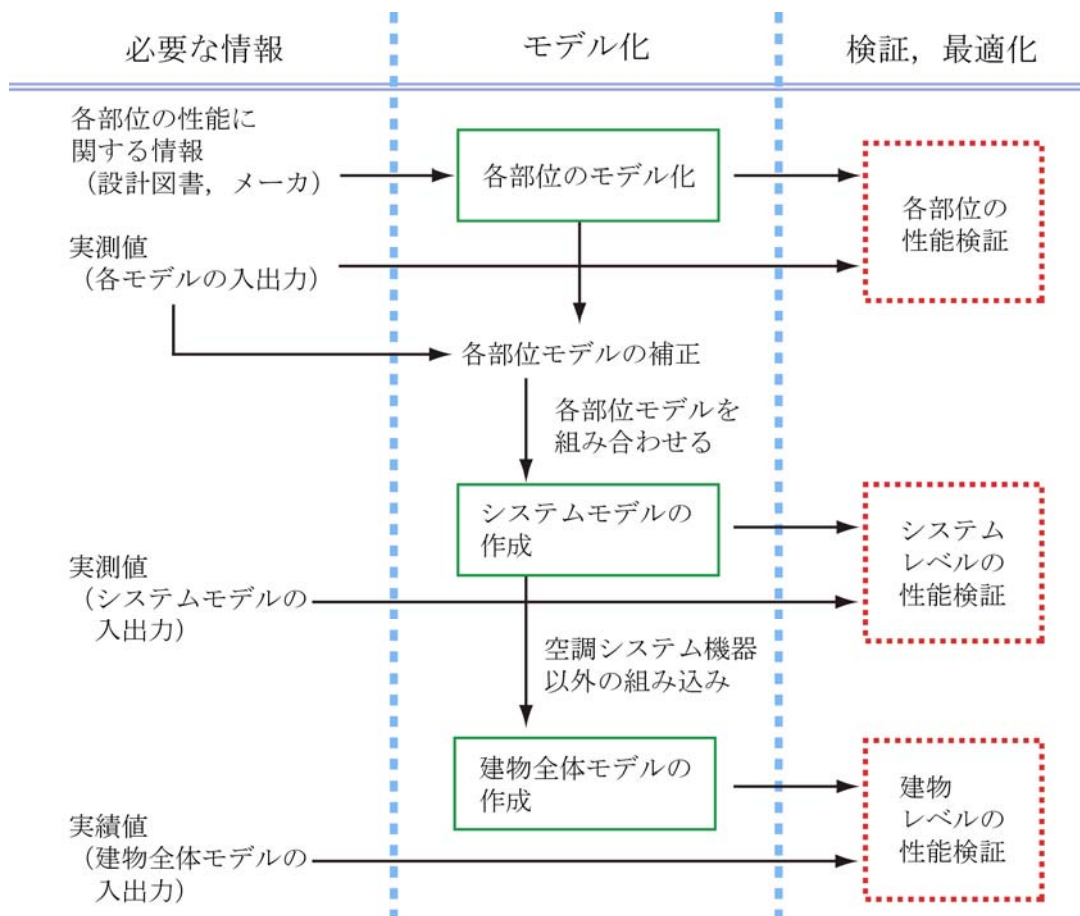 必要な情報
モデル化
検証，最適化
各部位の性能に
関する情報
（設計図書，メーカ）
各部位のモデル化
各部位の
性能検証
実測値
（各モデルの入出力）
各部位モデルの補正
各部位モデルを
組み合わせる
システムモデルの
作成
システム
レベルの
性能検証
実測値
（システムモデルの
入出力）
空調システム機器
以外の組み込み
建物全体モデルの
作成
建物
レベルの
性能検証
実績値
（建物全体モデルの
入出力）